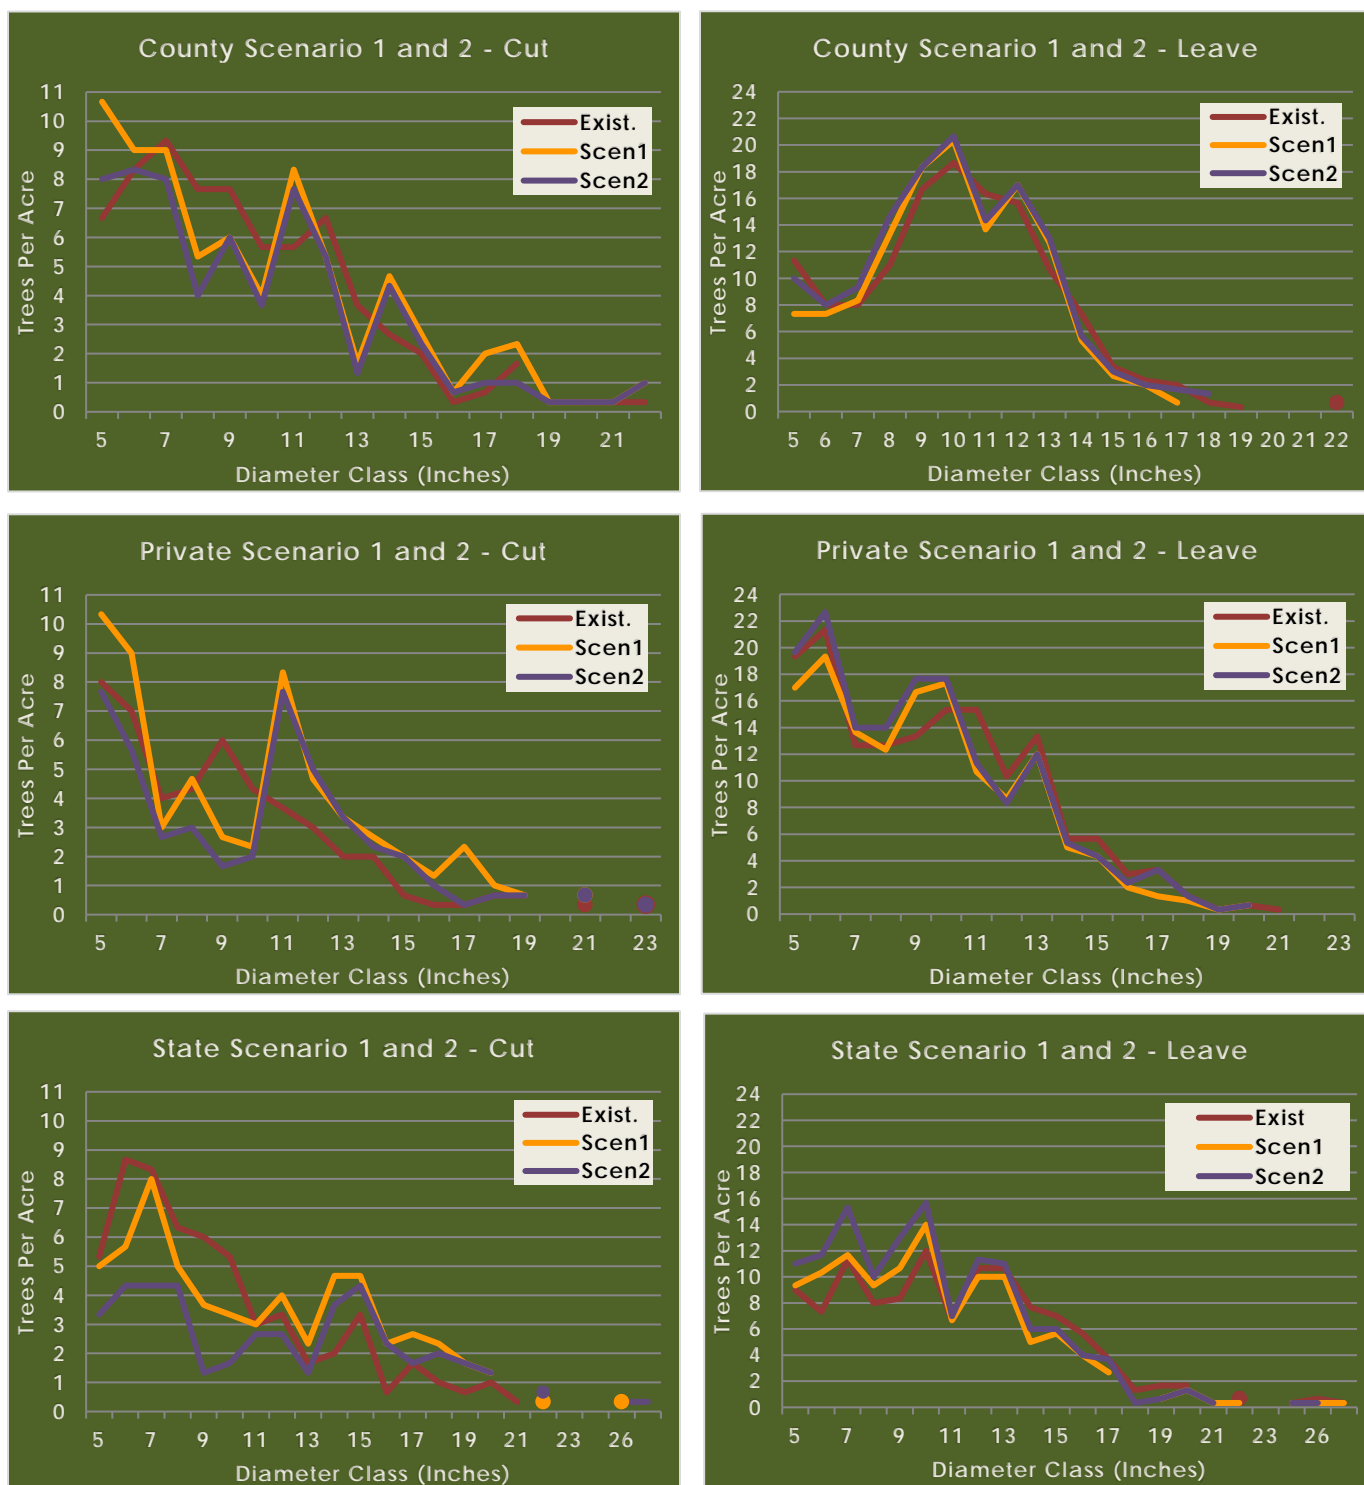 County Scenario 1 and 2 - Cut
11
10
9
8
7
6
5
4
3
2
1
0
Trees Per Acre
Exist.
Scen1
Scen2
5 7 9 11 13 15 17 19 21
Diameter Class (Inches)
County Scenario 1 and 2 - Leave
24
22
20
18
16
14
12
10
8
6
4
2
0
Trees Per Acre
Exist.
Scen1
Scen2
5 6 7 8 9 10 11 12 13 14 15 16 17 18 19 20 21 22
Diameter Class (Inches)
Private Scenario 1 and 2 - Cut
11
10
9
8
7
6
5
4
3
2
1
0
Trees Per Acre
Exist.
Scen1
Scen2
5 7 9 11 13 15 17 19 21 23
Diameter Class (Inches)
Private Scenario 1 and 2 - Leave
24
22
20
18
16
14
12
10
8
6
4
2
0
Trees Per Acre
Exist.
Scen1
Scen2
5 7 9 11 13 15 17 19 21 23
Diameter Class (Inches)
State Scenario 1 and 2 - Cut
11
10
9
8
7
6
5
4
3
2
1
0
Trees Per Acre
Exist.
Scen1
Scen2
5 7 9 11 13 15 17 19 21 23 26
Diameter Class (Inches)
State Scenario 1 and 2 - Leave
24
22
20
18
16
14
12
10
8
6
4
2
0
Trees Per Acre
Exist
Scen1
Scen2
5 7 9 11 13 15 17 19 21 23 26
Diameter Class (Inches)